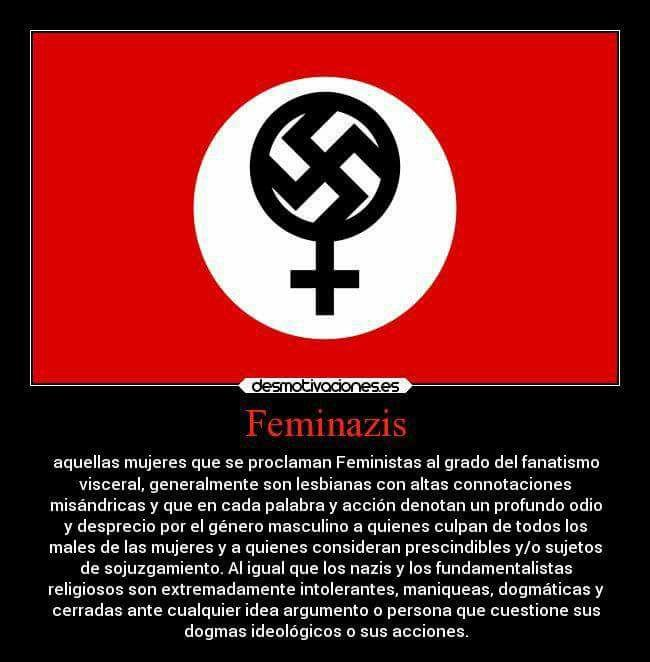 desmotivaciones.es
Feminazis
aquellas mujeres que se proclaman Feministas al grado del fanatismo
visceral, generalmente son lesbianas con altas connotaciones
misándricas y que en cada palabra y acción denotan un profundo odio
y desprecio por el género masculino a quienes culpan de todos los
males de las mujeres y a quienes consideran prescindibles y/o sujetos
de sojuzgamiento. Al igual que los nazis y los fundamentalistas
religiosos son extremadamente intolerantes, maniqueas, dogmáticas y
cerradas ante cualquier idea argumento o persona que cuestione sus
dogmas ideológicos o sus acciones.